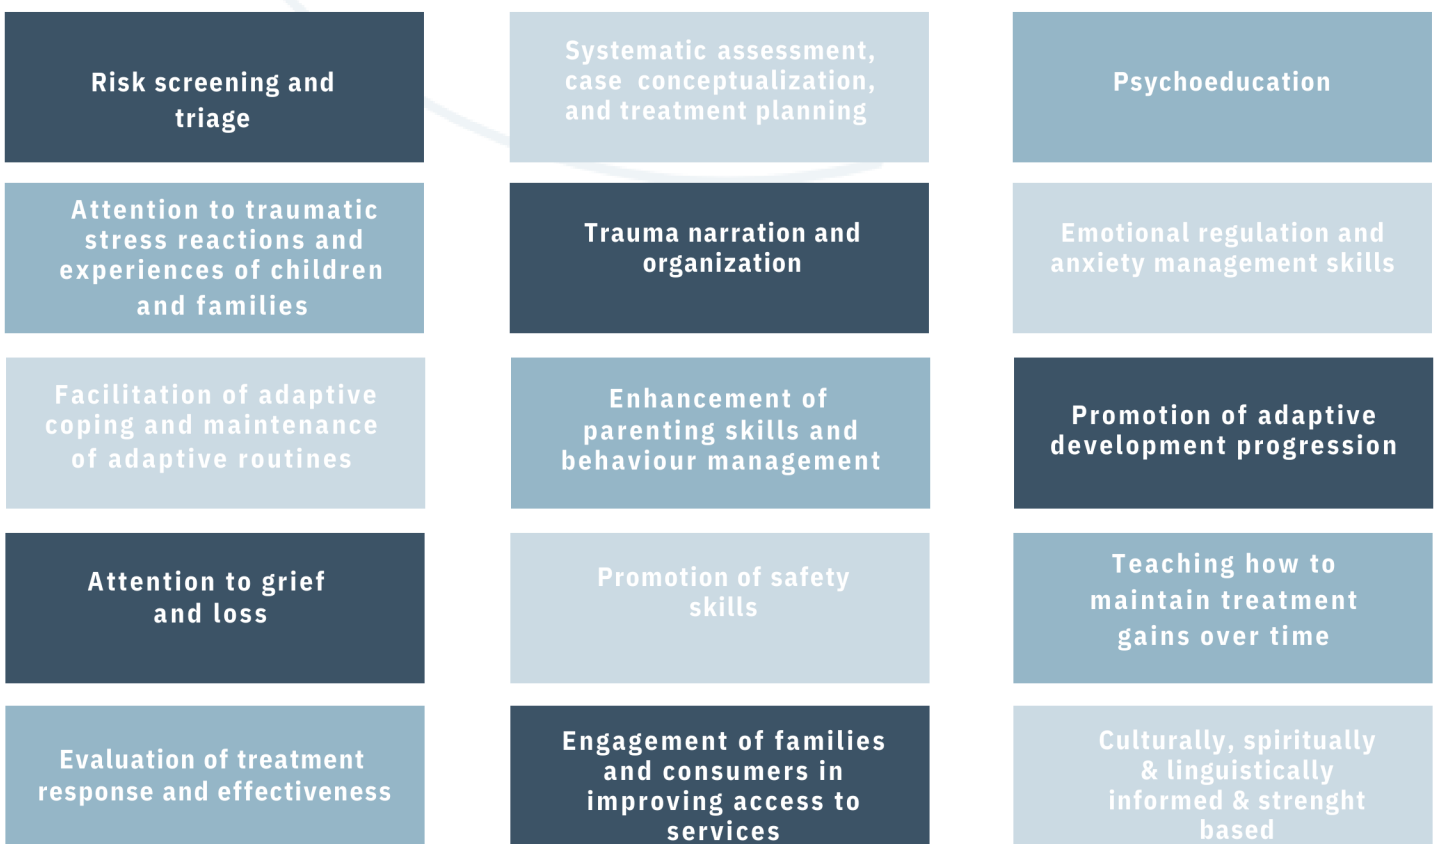 Risk screening and
triage
Systematic assessment,
case conceptualization,
and treatment planning
Psychoeducation
Attention to traumatic
stress reactions and
experiences of children
and families
Trauma narration and
organization
Emotional regulation and
anxiety management skills
Facilitation of adaptive
coping and maintenance
of adaptive routines
Enhancement of
parenting skills and
behaviour management
Promotion of adaptive
development progression
Attention to grief
and loss
Promotion of safety
skills
Teaching how to
maintain treatment
gains over time
Evaluation of treatment
response and effectiveness
Engagement of families
and consumers in
improving access to
services
Culturally, spiritually
& linguistically
informed & strenght
based